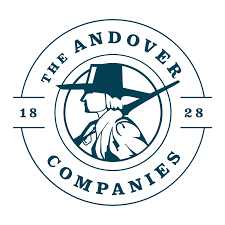 THE ANDOVER
18 28
COMPANIES